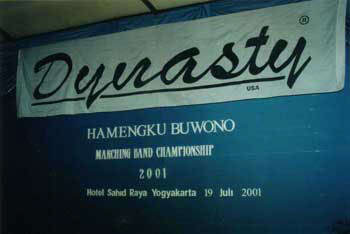 Dynasty®
USA
HAMENGKU BUWONO
MARCHING BAND CHAMPIONSHIP
2001
Hotel Sahid Raya Yogyakarta 19 Juli 2001